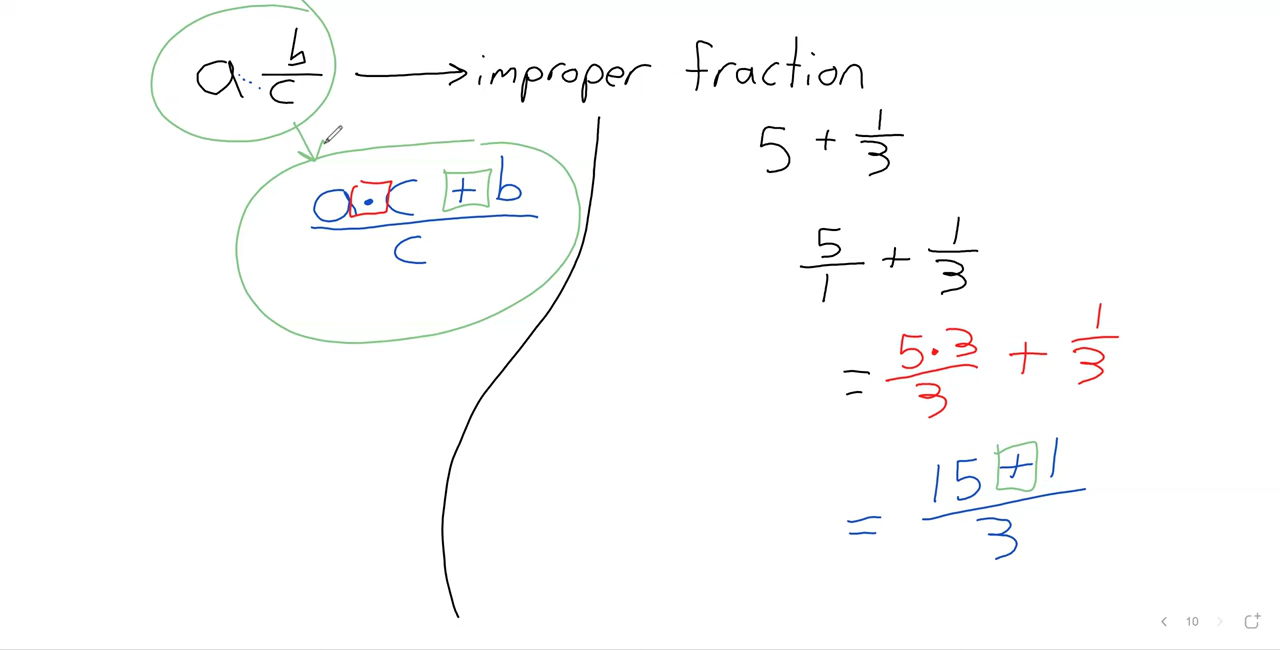 a b/c → improper fraction
a·c + b / c
5 + 1/3
5/1 + 1/3
= 5·3/3 + 1/3
= 15 + 1 / 3
10